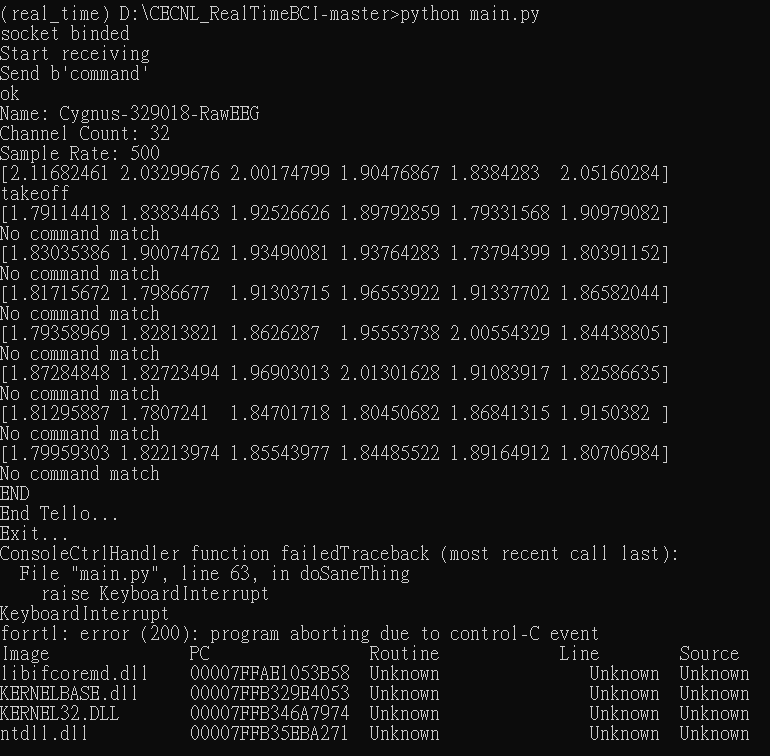 (real_time) D:\CECNL_RealTimeBCI-master>python main.py
socket binded
Start receiving
Send b'command'
ok
Name: Cygnus-329018-RawEEG
Channel Count: 32
Sample Rate: 500
[2.11682461 2.03299676 2.00174799 1.90476867 1.8384283  2.05160284]
takeoff
[1.79114418 1.83834463 1.92526626 1.89792859 1.79331568 1.90979082]
No command match
[1.83035386 1.90074762 1.93490081 1.93764283 1.73794399 1.80391152]
No command match
[1.81715672 1.7986677  1.91303715 1.96553922 1.91337702 1.86582044]
No command match
[1.79358969 1.82813821 1.8626287  1.95553738 2.00554329 1.84438805]
No command match
[1.87284848 1.82723494 1.96903013 2.01301628 1.91083917 1.82586635]
No command match
[1.81295887 1.7807241  1.84701718 1.80450682 1.86841315 1.9150382 ]
No command match
[1.79959303 1.82213974 1.85543977 1.84485522 1.89164912 1.80706984]
No command match
END
End Tello...
Exit...
ConsoleCtrlHandler function failedTraceback (most recent call last):
  File "main.py", line 63, in doSaneThing
    raise KeyboardInterrupt
KeyboardInterrupt
forrtl: error (200): program aborting due to control-C event
Image              PC                Routine            Line        Source
libifcoremd.dll    00007FFAE1053B58  Unknown               Unknown  Unknown
KERNELBASE.dll     00007FFB329E4053  Unknown               Unknown  Unknown
KERNEL32.DLL       00007FFB346A7974  Unknown               Unknown  Unknown
ntdll.dll          00007FFB35EBA271  Unknown               Unknown  Unknown